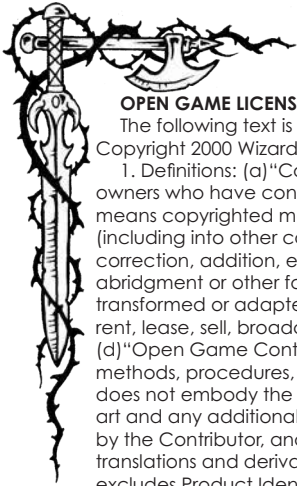 OPEN GAME LICENS
The following text is
Copyright 2000 Wizard
1. Definitions: (a)“Co
owners who have con
means copyrighted m
(including into other co
correction, addition, e
abridgment or other fo
transformed or adapte
rent, lease, sell, broadc
(d)“Open Game Cont
methods, procedures,
does not embody the
art and any additional
by the Contributor, and
translations and deriva
excludes Product Iden